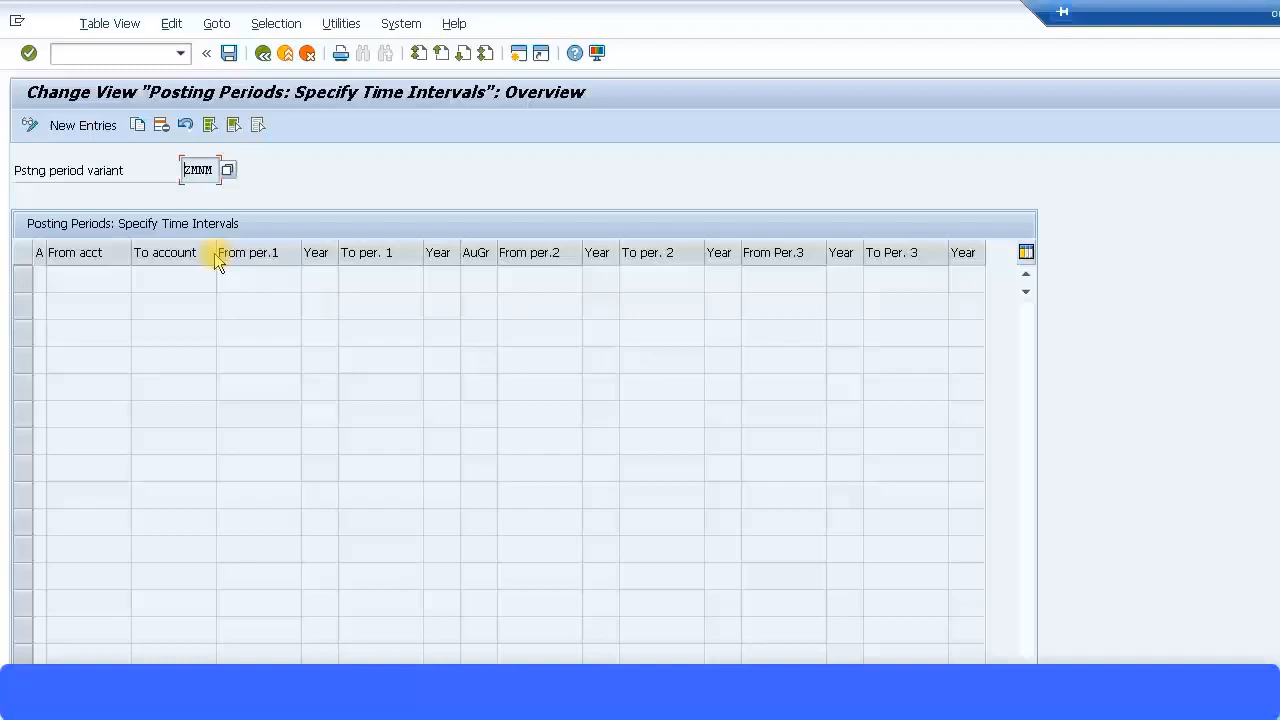 Table View Edit Goto Selection Utilities System Help
Change View "Posting Periods: Specify Time Intervals": Overview
New Entries
Pstng period variant ZMNM
Posting Periods: Specify Time Intervals
A From acct To account From per.1 Year To per. 1 Year AuGr From per.2 Year To per. 2 Year From Per.3 Year To Per. 3 Year